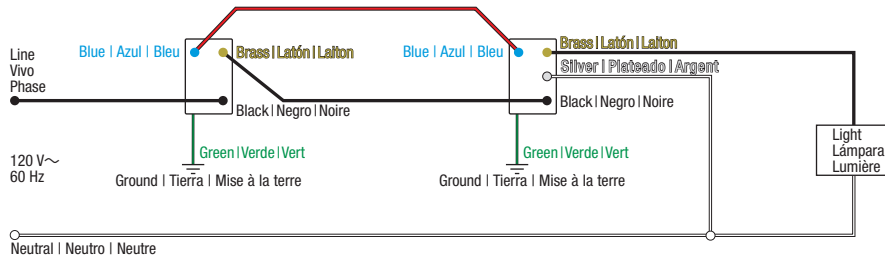 Line
Vivo
Phase
Blue | Azul | Bleu
Brass | Latón | Laiton
Blue | Azul | Bleu
Brass | Latón | Laiton
Silver | Plateado | Argent
Black | Negro | Noire
Black | Negro | Noire
Light
Lámpara
Lumière
120 V~
60 Hz
Green | Verde | Vert
Green | Verde | Vert
Ground | Tierra | Mise à la terre
Ground | Tierra | Mise à la terre
Neutral | Neutro | Neutre